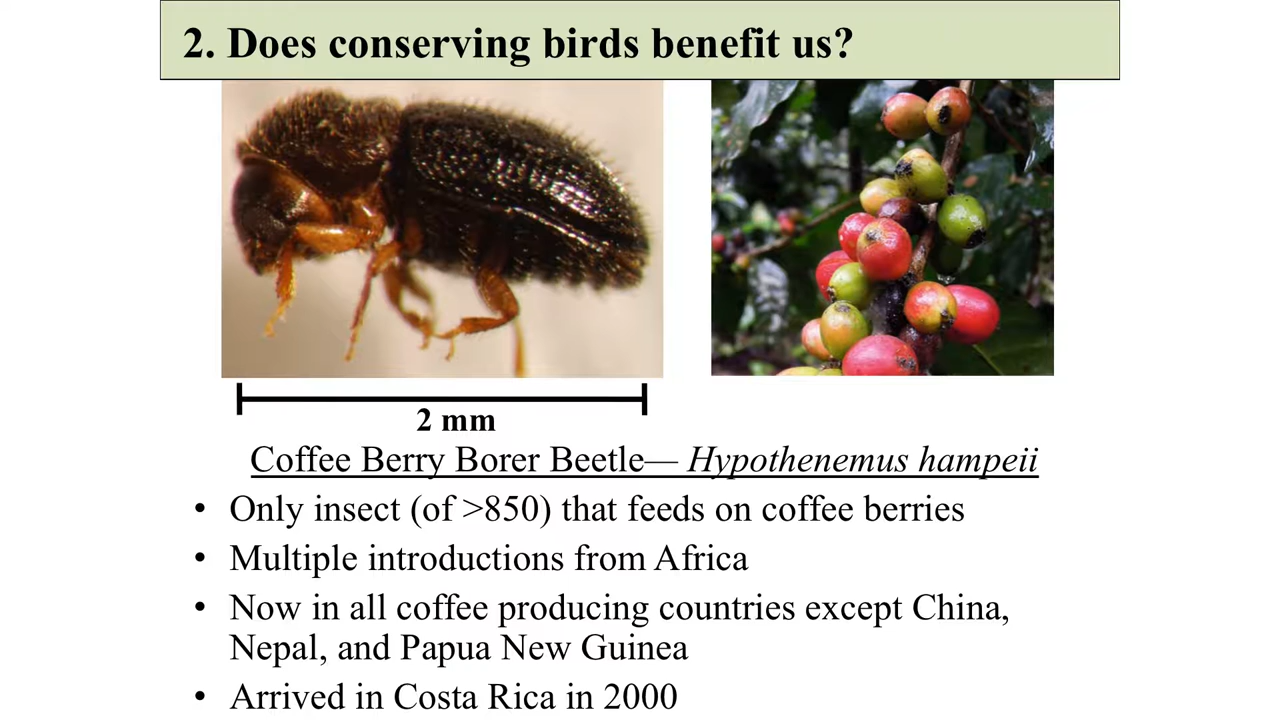 2. Does conserving birds benefit us?
2 mm
Coffee Berry Borer Beetle— Hypothenemus hampeii
• Only insect (of >850) that feeds on coffee berries
• Multiple introductions from Africa
• Now in all coffee producing countries except China,
Nepal, and Papua New Guinea
• Arrived in Costa Rica in 2000